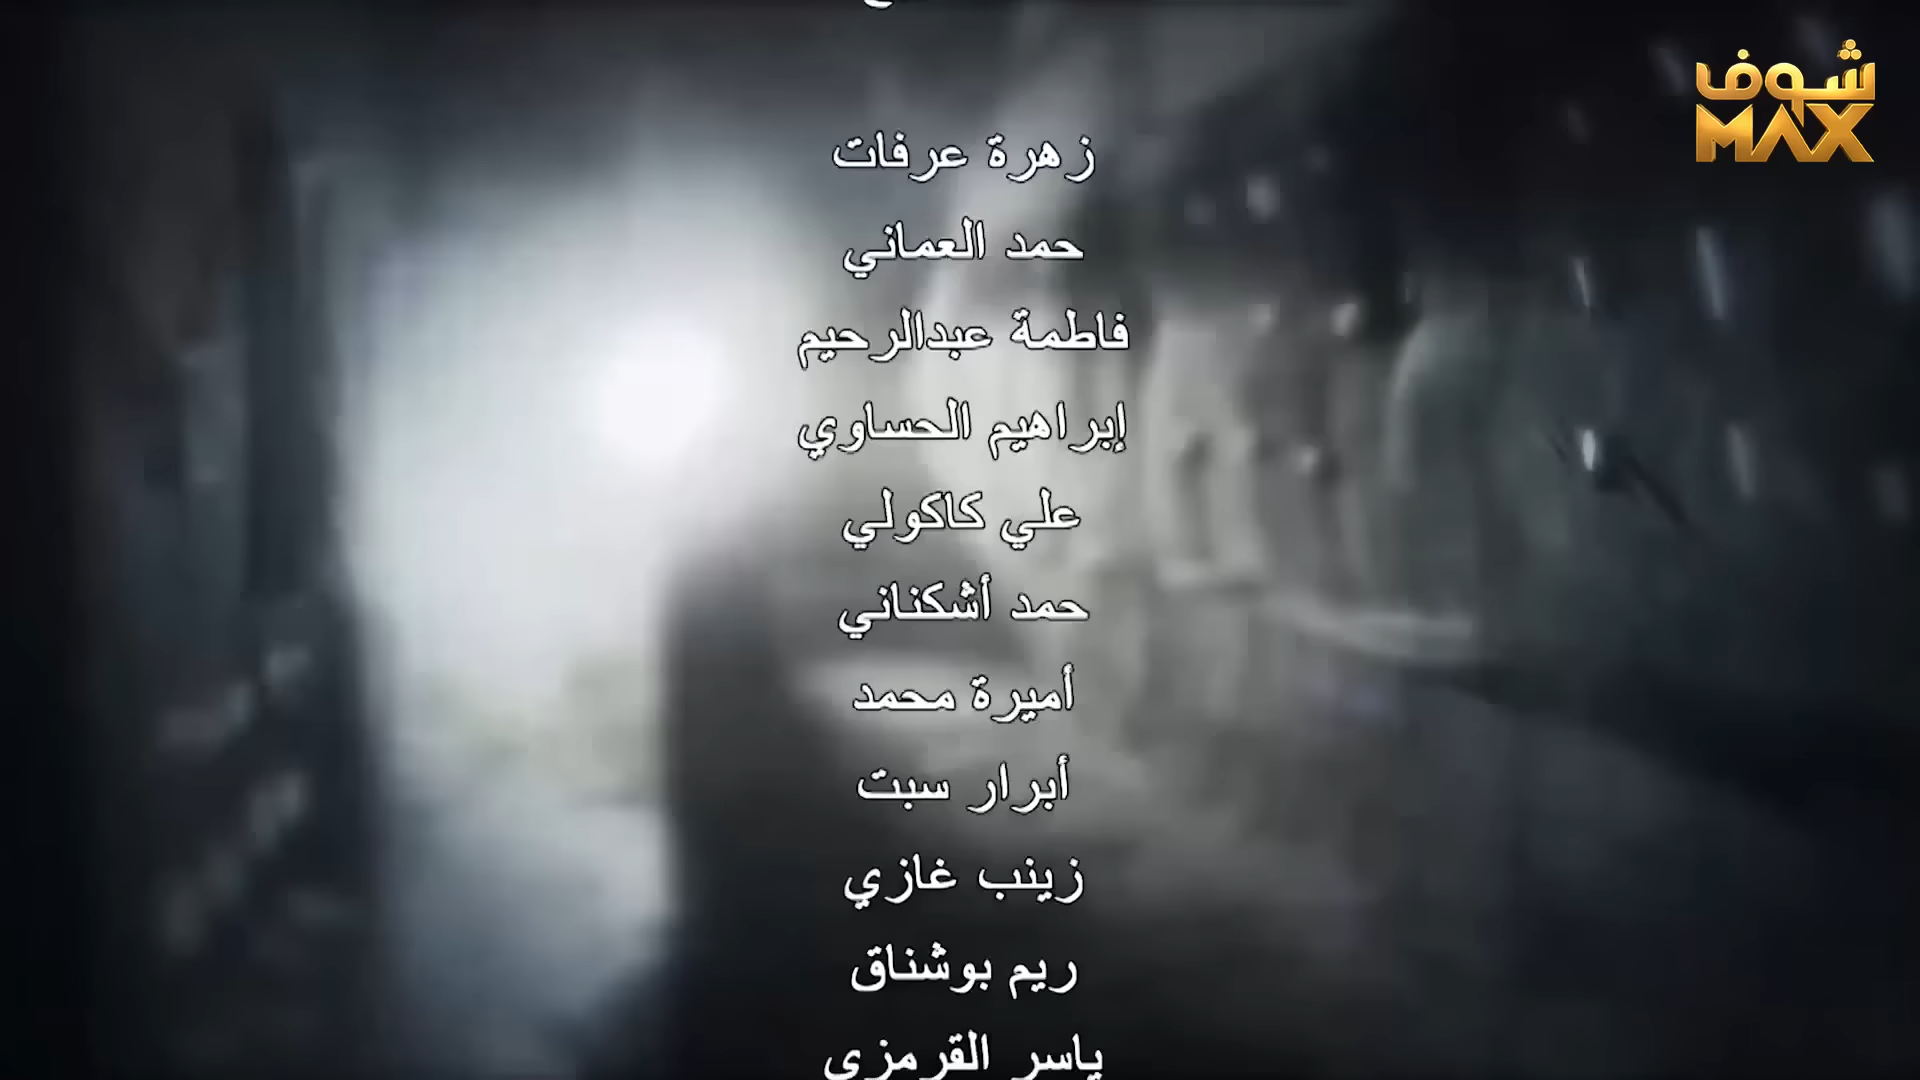 شوف
MAX
زهرة عرفات
حمد العماني
فاطمة عبدالرحيم
إبراهيم الحساوي
علي كاكولي
حمد أشكناني
أميرة محمد
أبرار سبت
زينب غازي
ريم بوشناق
ياسر القرمزي